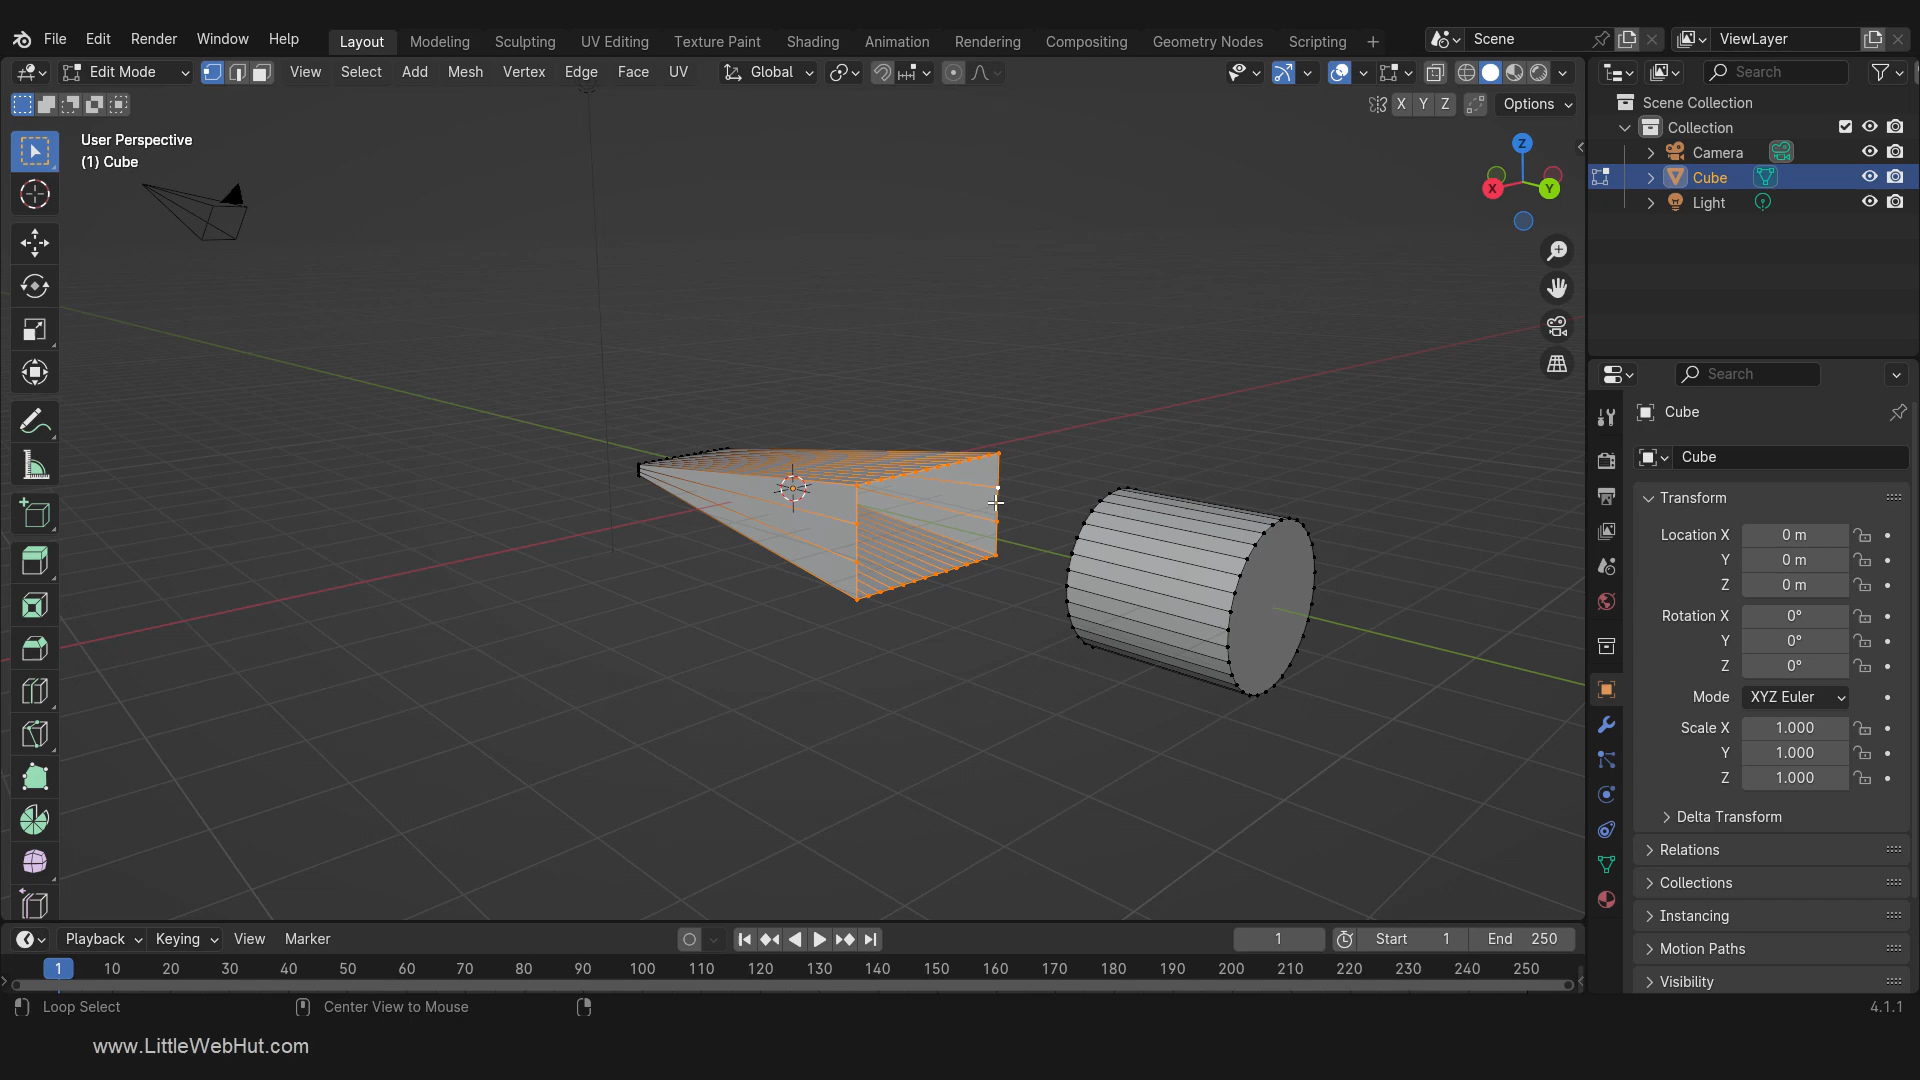 File Edit Render Window Help Layout Modeling Sculpting UV Editing Texture Paint Shading Animation Rendering Compositing Geometry Nodes Scripting + Scene ViewLayer
Edit Mode View Select Add Mesh Vertex Edge Face UV Global Search
X Y Z Options
User Perspective
(1) Cube
Z
X Y
Scene Collection
Collection
Camera
Cube
Light
Search
Cube
Cube
Transform
Location X 0 m
Y 0 m
Z 0 m
Rotation X 0°
Y 0°
Z 0°
Mode XYZ Euler
Scale X 1.000
Y 1.000
Z 1.000
Delta Transform
Relations
Collections
Instancing
Motion Paths
Visibility
Playback Keying View Marker 1 Start 1 End 250
1 10 20 30 40 50 60 70 80 90 100 110 120 130 140 150 160 170 180 190 200 210 220 230 240 250
Loop Select Center View to Mouse 4.1.1
www.LittleWebHut.com